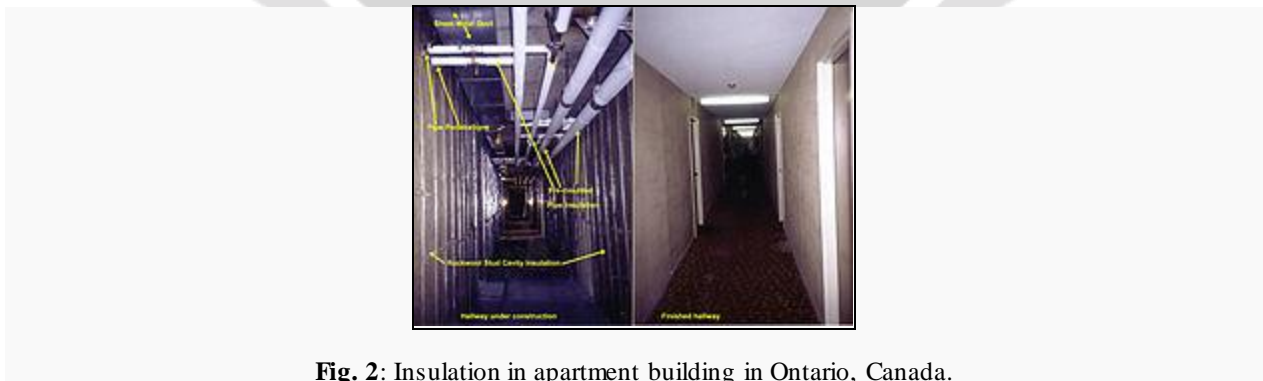 Sheet Metal Duct
Pipe Penetrations
Pre-Insulated
Pipe Insulation
Rockwool Stud Cavity Insulation
Hallway under construction
Finished hallway
Fig. 2: Insulation in apartment building in Ontario, Canada.